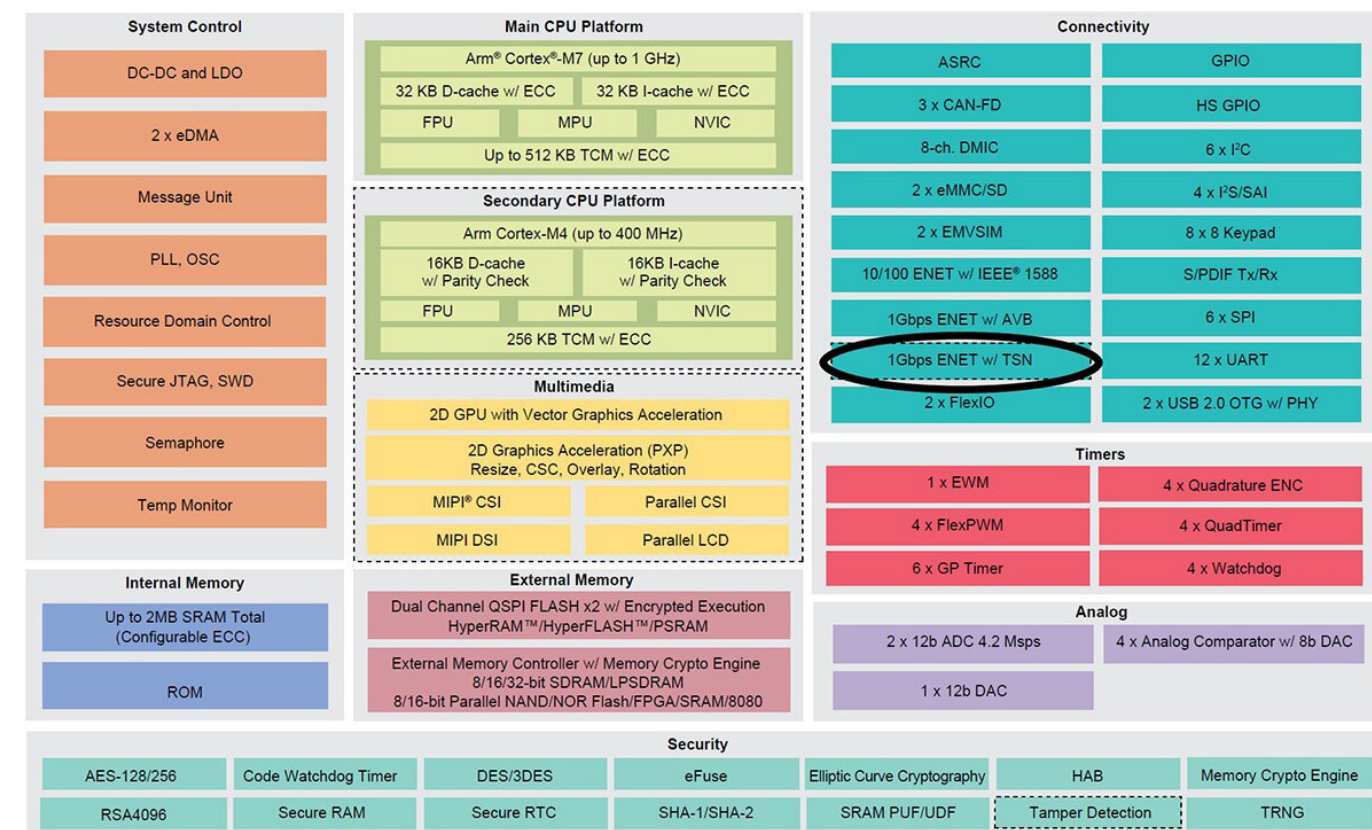 System Control
DC-DC and LDO
2 x eDMA
Message Unit
PLL, OSC
Resource Domain Control
Secure JTAG, SWD
Semaphore
Temp Monitor
Internal Memory
Up to 2MB SRAM Total
(Configurable ECC)
ROM
Main CPU Platform
Arm® Cortex®-M7 (up to 1 GHz)
32 KB D-cache w/ ECC
32 KB I-cache w/ ECC
FPU
MPU
NVIC
Up to 512 KB TCM w/ ECC
Secondary CPU Platform
Arm Cortex-M4 (up to 400 MHz)
16KB D-cache
w/ Parity Check
16KB I-cache
w/ Parity Check
FPU
MPU
NVIC
256 KB TCM w/ ECC
Multimedia
2D GPU with Vector Graphics Acceleration
2D Graphics Acceleration (PXP)
Resize, CSC, Overlay, Rotation
MIPI® CSI
Parallel CSI
MIPI DSI
Parallel LCD
External Memory
Dual Channel QSPI FLASH x2 w/ Encrypted Execution
HyperRAM™/HyperFLASH™/PSRAM
External Memory Controller w/ Memory Crypto Engine
8/16/32-bit SDRAM/LPSDRAM
8/16-bit Parallel NAND/NOR Flash/FPGA/SRAM/8080
Connectivity
ASRC
GPIO
3 x CAN-FD
HS GPIO
8-ch. DMIC
6 x I²C
2 x eMMC/SD
4 x I²S/SAI
2 x EMVSIM
8 x 8 Keypad
10/100 ENET w/ IEEE® 1588
S/PDIF Tx/Rx
1Gbps ENET w/ AVB
6 x SPI
1Gbps ENET w/ TSN
12 x UART
2 x FlexIO
2 x USB 2.0 OTG w/ PHY
Timers
1 x EWM
4 x Quadrature ENC
4 x FlexPWM
4 x QuadTimer
6 x GP Timer
4 x Watchdog
Analog
2 x 12b ADC 4.2 Msps
4 x Analog Comparator w/ 8b DAC
1 x 12b DAC
Security
AES-128/256
Code Watchdog Timer
DES/3DES
eFuse
Elliptic Curve Cryptography
HAB
Memory Crypto Engine
RSA4096
Secure RAM
Secure RTC
SHA-1/SHA-2
SRAM PUF/UDF
Tamper Detection
TRNG